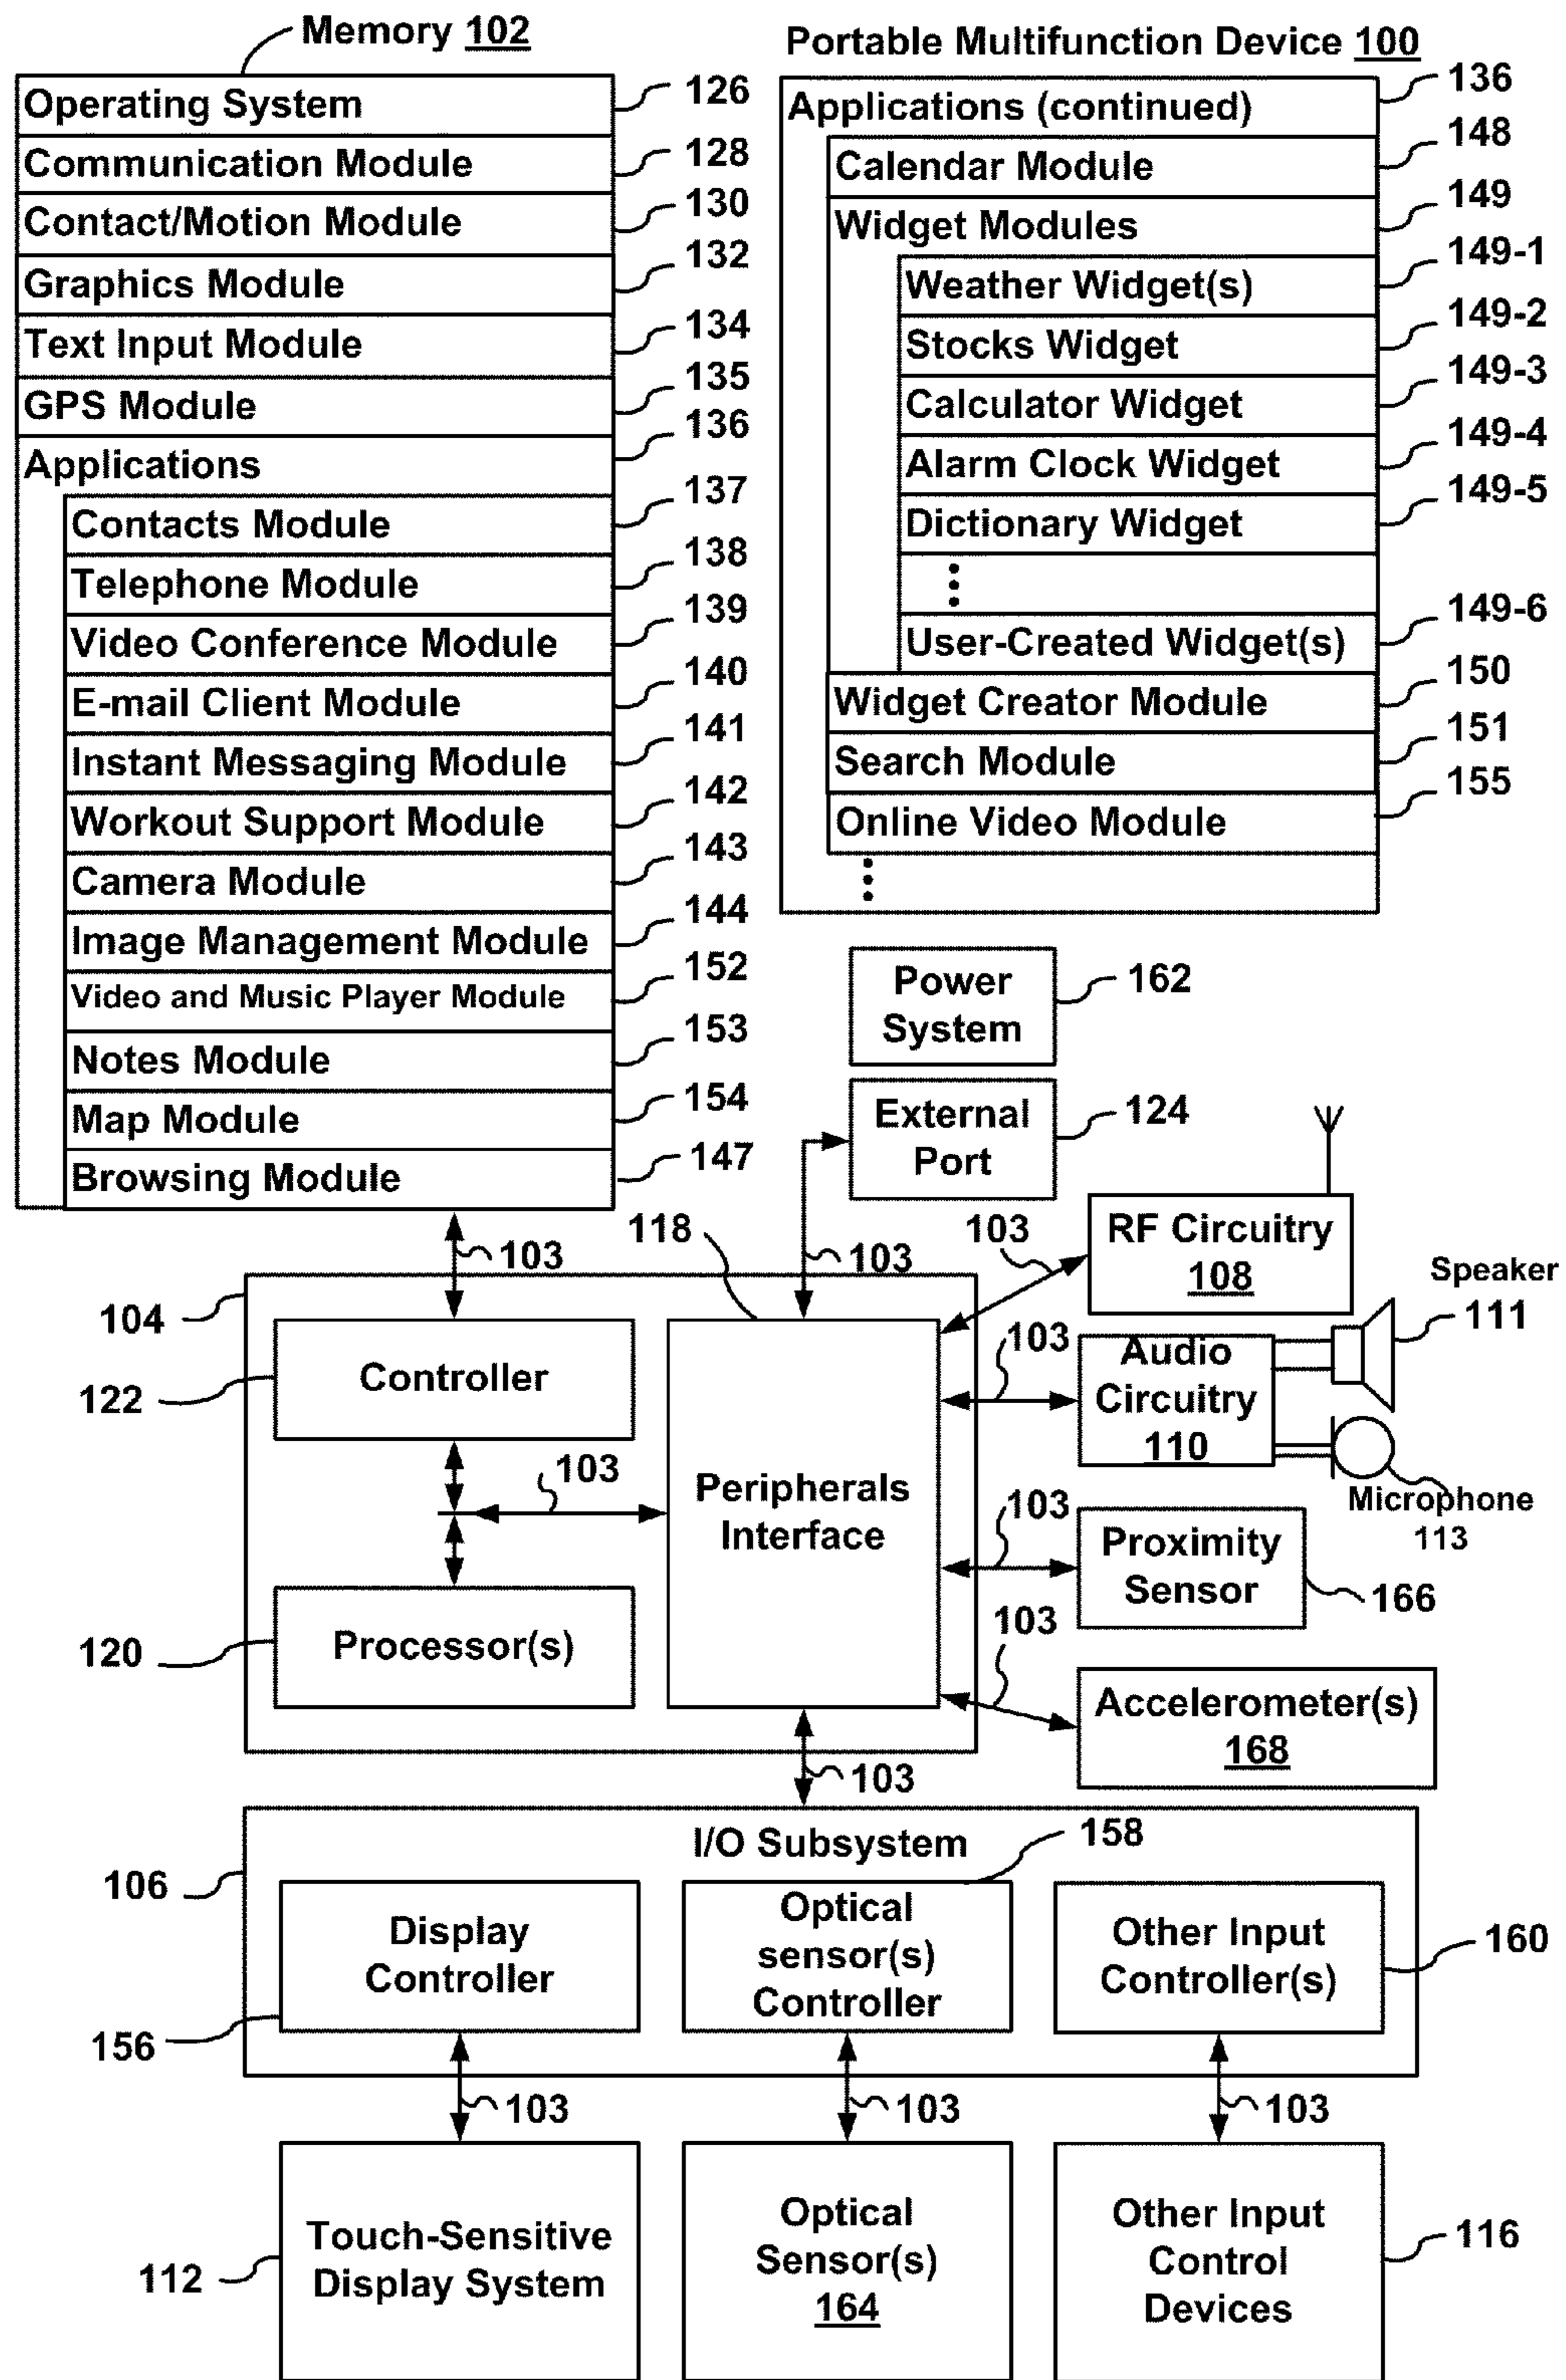 Memory 102
Operating System 126
Communication Module 128
Contact/Motion Module 130
Graphics Module 132
Text Input Module 134
GPS Module 135
Applications 136
Contacts Module 137
Telephone Module 138
Video Conference Module 139
E-mail Client Module 140
Instant Messaging Module 141
Workout Support Module 142
Camera Module 143
Image Management Module 144
Video and Music Player Module 152
Notes Module 153
Map Module 154
Browsing Module 147
Portable Multifunction Device 100
Applications (continued) 136
Calendar Module 148
Widget Modules 149
Weather Widget(s) 149-1
Stocks Widget 149-2
Calculator Widget 149-3
Alarm Clock Widget 149-4
Dictionary Widget 149-5
User-Created Widget(s) 149-6
Widget Creator Module 150
Search Module 151
Online Video Module 155
Power
System
162
External
Port
124
103
118
103
103
RF Circuitry
108
Speaker
111
104
Controller
122
103
Audio
Circuitry
110
Microphone
113
103
Peripherals
Interface
103
Proximity
Sensor
166
Processor(s)
120
103
Accelerometer(s)
168
103
I/O Subsystem
106
158
Display
Controller
156
Optical
sensor(s)
Controller
Other Input
Controller(s)
160
103
103
103
Touch-Sensitive
Display System
112
Optical
Sensor(s)
164
Other Input
Control
Devices
116